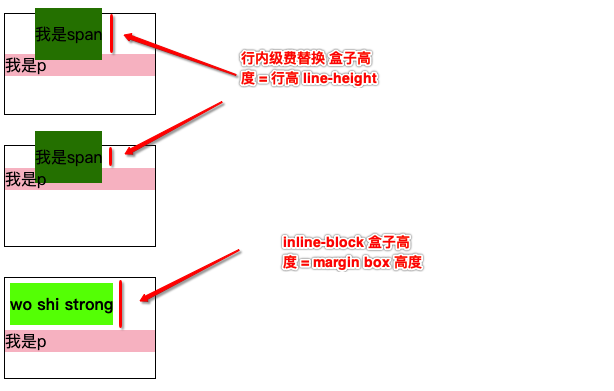 我是span
我是p
行内级费替换 盒子高
度 = 行高 line-height
我是span
我是p
wo shi strong
我是p
inline-block 盒子高
度 = margin box 高度